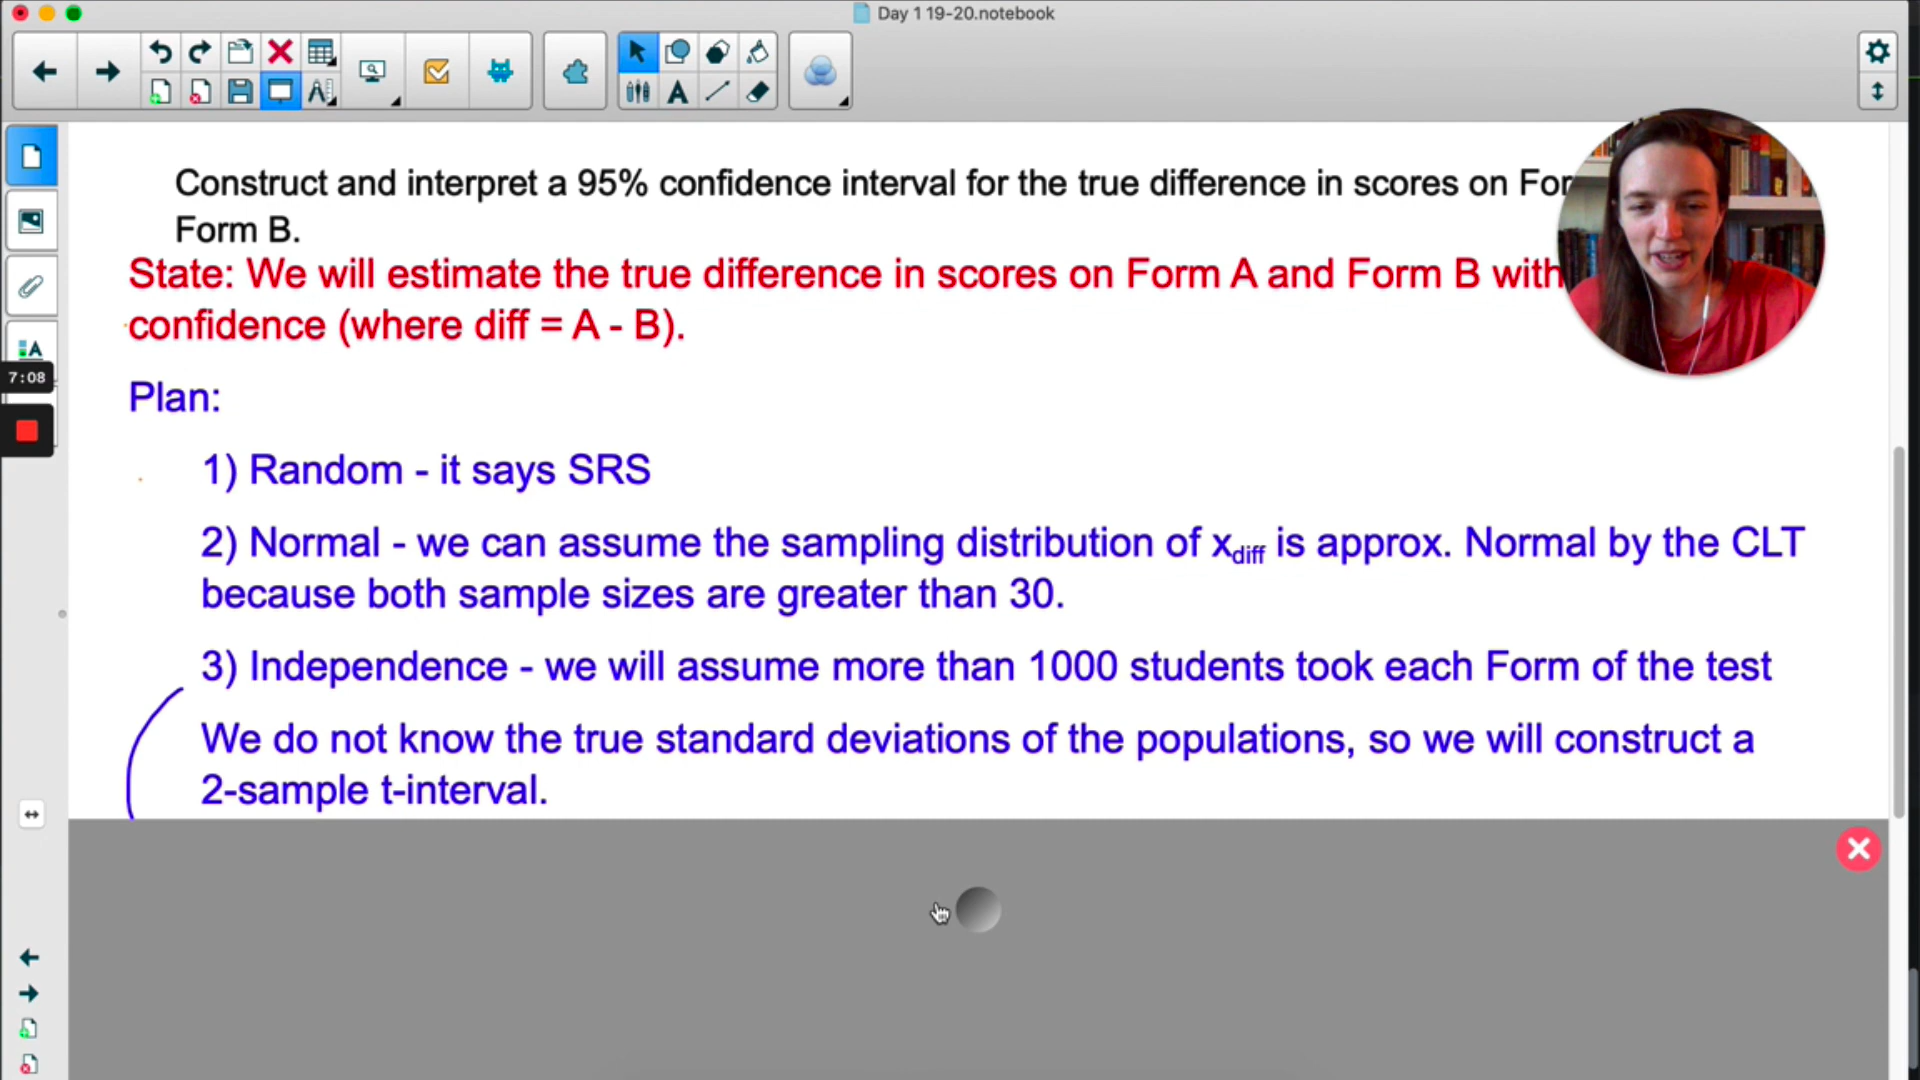 Day 1 19-20.notebook
Construct and interpret a 95% confidence interval for the true difference in scores on
Form B.
State: We will estimate the true difference in scores on Form A and Form B with
confidence (where diff = A - B).
7:08
Plan:
1) Random - it says SRS
2) Normal - we can assume the sampling distribution of xdiff is approx. Normal by the CLT
because both sample sizes are greater than 30.
3) Independence - we will assume more than 1000 students took each Form of the test
We do not know the true standard deviations of the populations, so we will construct a
2-sample t-interval.